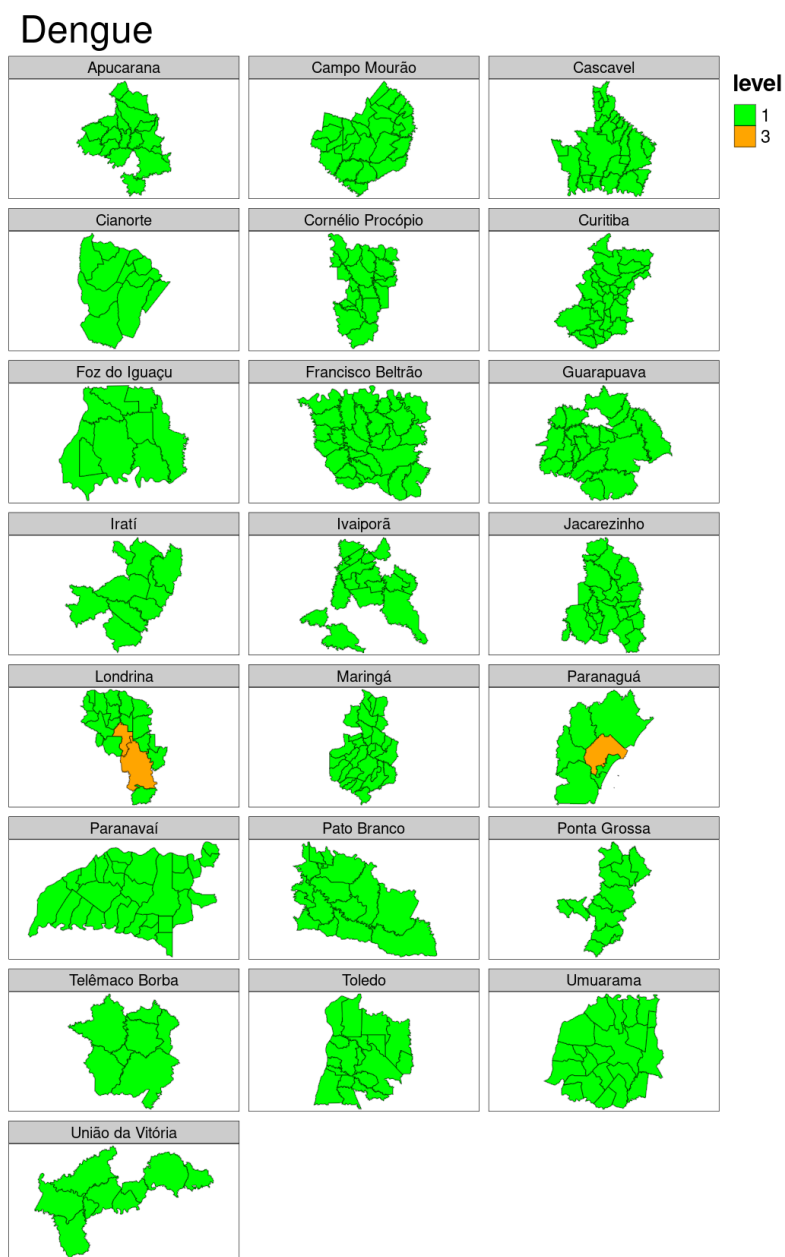 Dengue
Apucarana
Campo Mourão
Cascavel
level
1
3
Cianorte
Cornélio Procópio
Curitiba
Foz do Iguaçu
Francisco Beltrão
Guarapuava
Iratí
Ivaiporã
Jacarezinho
Londrina
Maringá
Paranaguá
Paranavaí
Pato Branco
Ponta Grossa
Telêmaco Borba
Toledo
Umuarama
União da Vitória